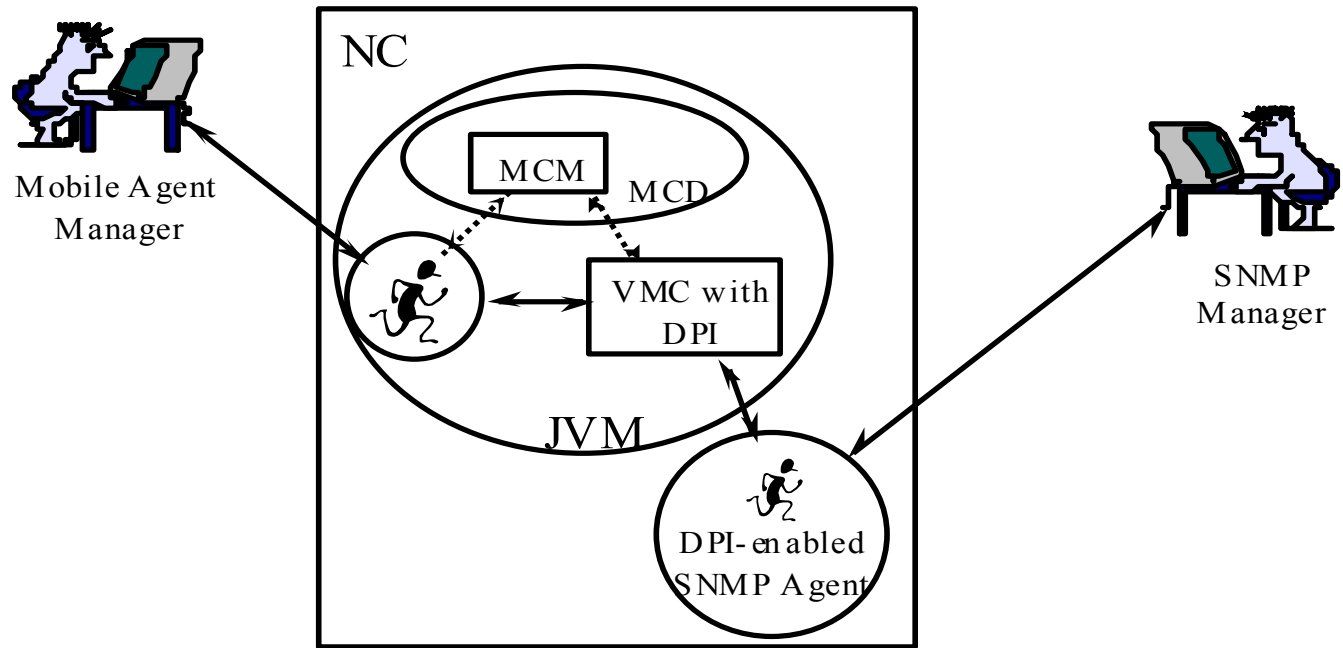 NC
MCM
MCD
Mobile Agent
Manager
VMC with
DPI
SNMP
Manager
JVM
DPI-enabled
SNMP Agent